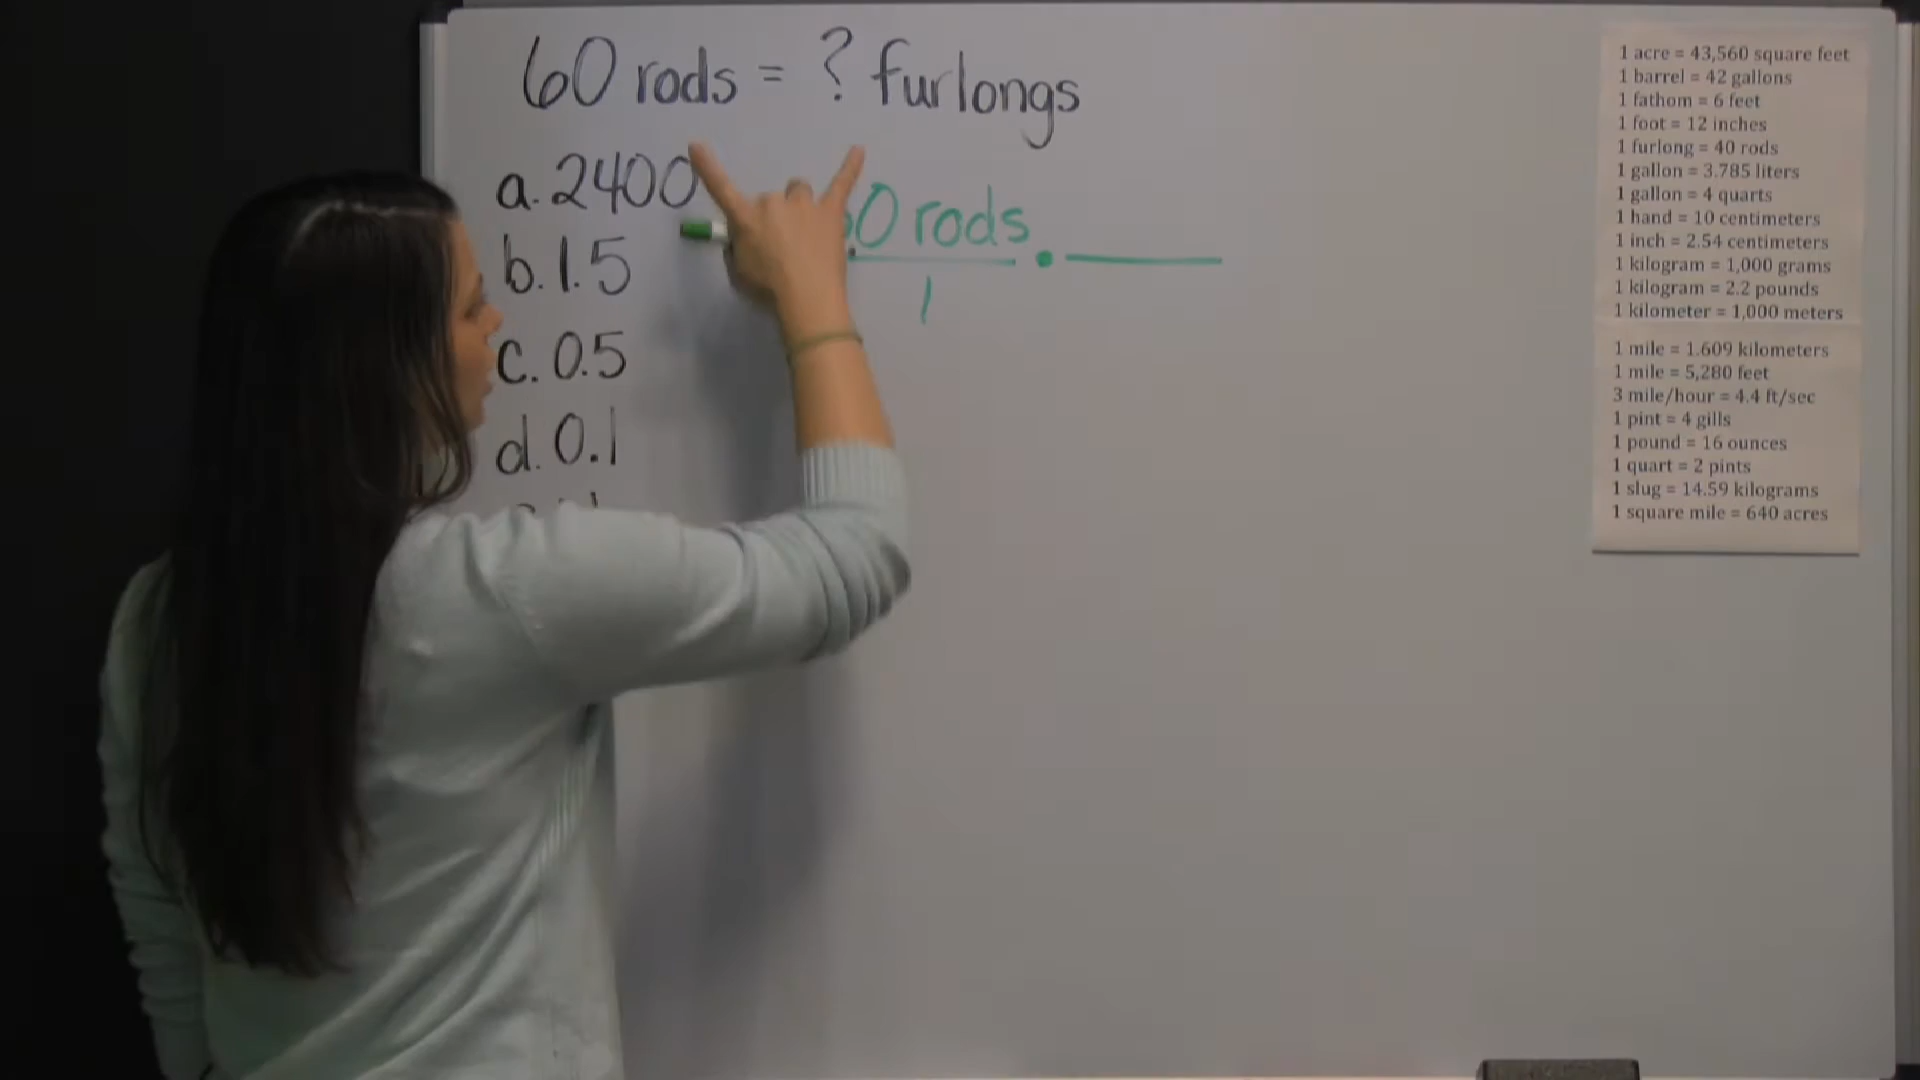 60 rods = ? furlongs
a. 2400
0 rods .
1
b. 1.5
c. 0.5
d. 0.1
1 acre = 43,560 square feet
1 barrel = 42 gallons
1 fathom = 6 feet
1 foot = 12 inches
1 furlong = 40 rods
1 gallon = 3.785 liters
1 gallon = 4 quarts
1 hand = 10 centimeters
1 inch = 2.54 centimeters
1 kilogram = 1,000 grams
1 kilogram = 2.2 pounds
1 kilometer = 1,000 meters
1 mile = 1.609 kilometers
1 mile = 5,280 feet
3 mile/hour = 4.4 ft/sec
1 pint = 4 gills
1 pound = 16 ounces
1 quart = 2 pints
1 slug = 14.59 kilograms
1 square mile = 640 acres